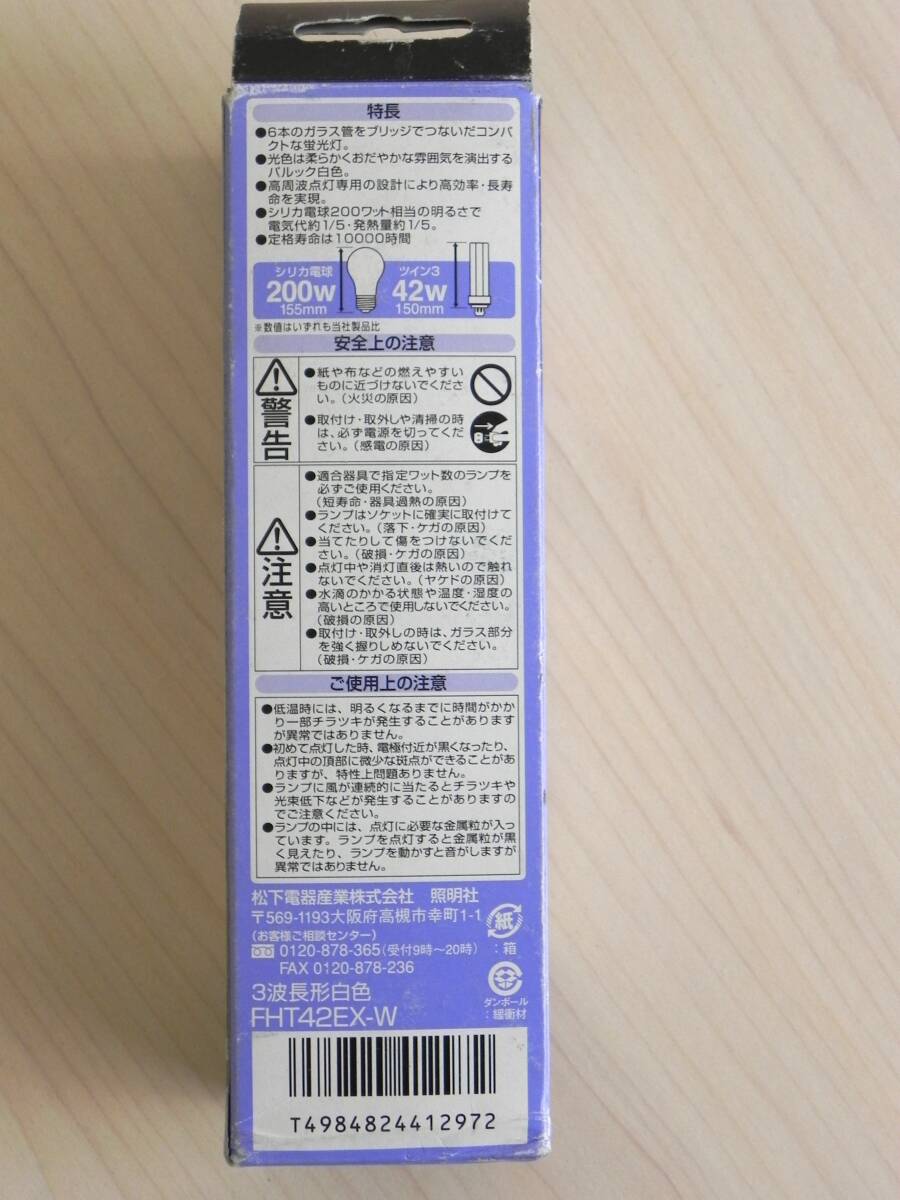 特長
●6本のガラス管をブリッジでつないだコンパ
クトな蛍光灯。
●光色は柔らかくおだやかな雰囲気を演出する
パルック白色。
●高周波点灯専用の設計により高効率・長寿
命を実現。
●シリカ電球200ワット相当の明るさで
電気代約1/5・発熱量約1/5。
●定格寿命は10000時間
シリカ電球
200w
155mm
ツイン3
42w
150mm
※数値はいずれも当社製品比
安全上の注意
警告
●紙や布などの燃えやすい
ものに近づけないでくださ
い。(火災の原因)
●取付け・取外しや清掃の時
は、必ず電源を切ってくだ
さい。(感電の原因)
注意
●適合器具で指定ワット数のランプを
必ずご使用ください。
(短寿命・器具過熱の原因)
●ランプはソケットに確実に取付けて
ください。(落下・ケガの原因)
●当てたりして傷をつけないでくだ
さい。(破損・ケガの原因)
●点灯中や消灯直後は熱いので触れ
ないでください。(ヤケドの原因)
●水滴のかかる状態や温度・湿度の
高いところで使用しないでください。
(破損の原因)
●取付け・取外しの時は、ガラス部分
を強く握りしめないでください。
(破損・ケガの原因)
ご使用上の注意
●低温時には、明るくなるまでに時間がかか
り一部チラツキが発生することがあります
が異常ではありません。
●初めて点灯した時、電極付近が黒くなったり、
点灯中の頂部に微少な斑点ができることがあ
りますが、特性上問題ありません。
●ランプに風が連続的に当たるとチラツキや
光束低下などが発生することがありますの
でご注意ください。
●ランプの中には、点灯に必要な金属粒が入っ
ています。ランプを点灯すると金属粒が黒
く見えたり、ランプを動かすと音がしますが
異常ではありません。
松下電器産業株式会社 照明社
〒569-1193大阪府高槻市幸町1-1
(お客様ご相談センター)
0120-878-365(受付9時〜20時)
FAX 0120-878-236
紙
:箱
ダンボール
:緩衝材
3波長形白色
FHT42EX-W
T4984824412972